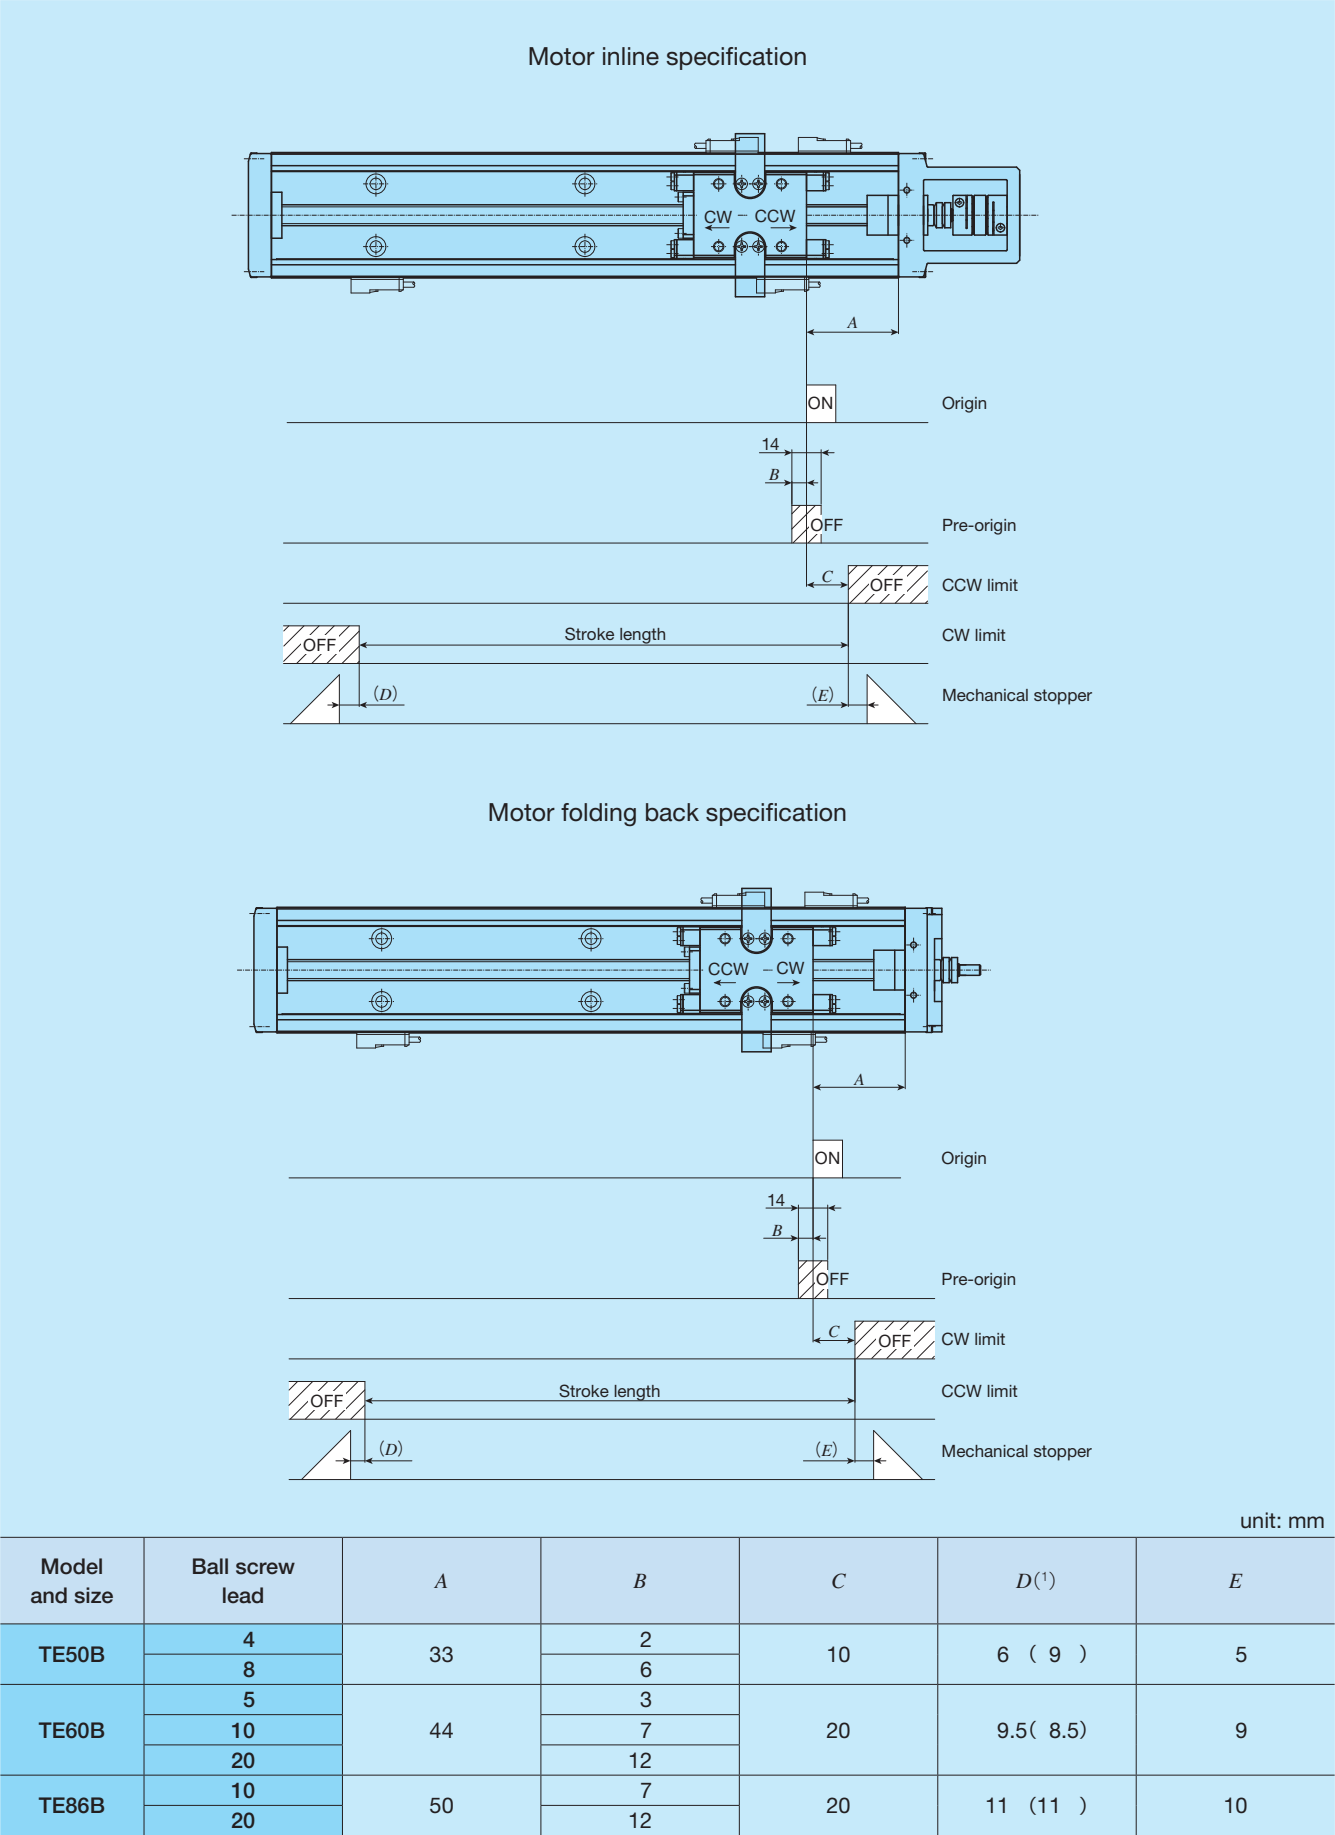 Motor inline specification
CW CCW
A
ON Origin
14
B
OFF Pre-origin
C OFF CCW limit
OFF Stroke length CW limit
(D) (E) Mechanical stopper
Motor folding back specification
CCW CW
A
ON Origin
14
B
OFF Pre-origin
C OFF CW limit
OFF Stroke length CCW limit
(D) (E) Mechanical stopper
unit: mm
Model and size Ball screw lead A B C D(1) E
TE50B 4 33 2 10 6 ( 9 ) 5
8 6
TE60B 5 44 3 20 9.5( 8.5) 9
10 7
20 12
TE86B 10 50 7 20 11 (11 ) 10
20 12